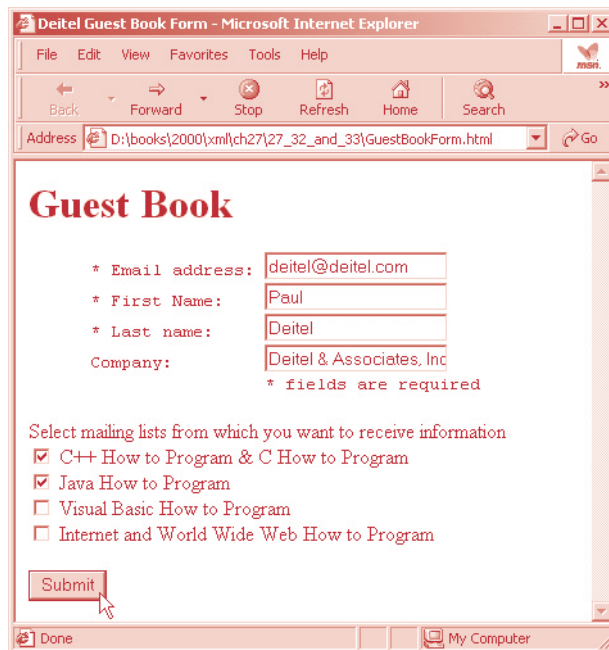 Deitel Guest Book Form - Microsoft Internet Explorer
File Edit View Favorites Tools Help
msn.
Back Forward Stop Refresh Home Search »
Address D:\books\2000\xml\ch27\27_32_and_33\GuestBookForm.html Go
Guest Book
* Email address: deitel@deitel.com
* First Name: Paul
* Last name: Deitel
Company: Deitel & Associates, Inc
* fields are required
Select mailing lists from which you want to receive information
C++ How to Program & C How to Program
Java How to Program
Visual Basic How to Program
Internet and World Wide Web How to Program
Submit
Done My Computer